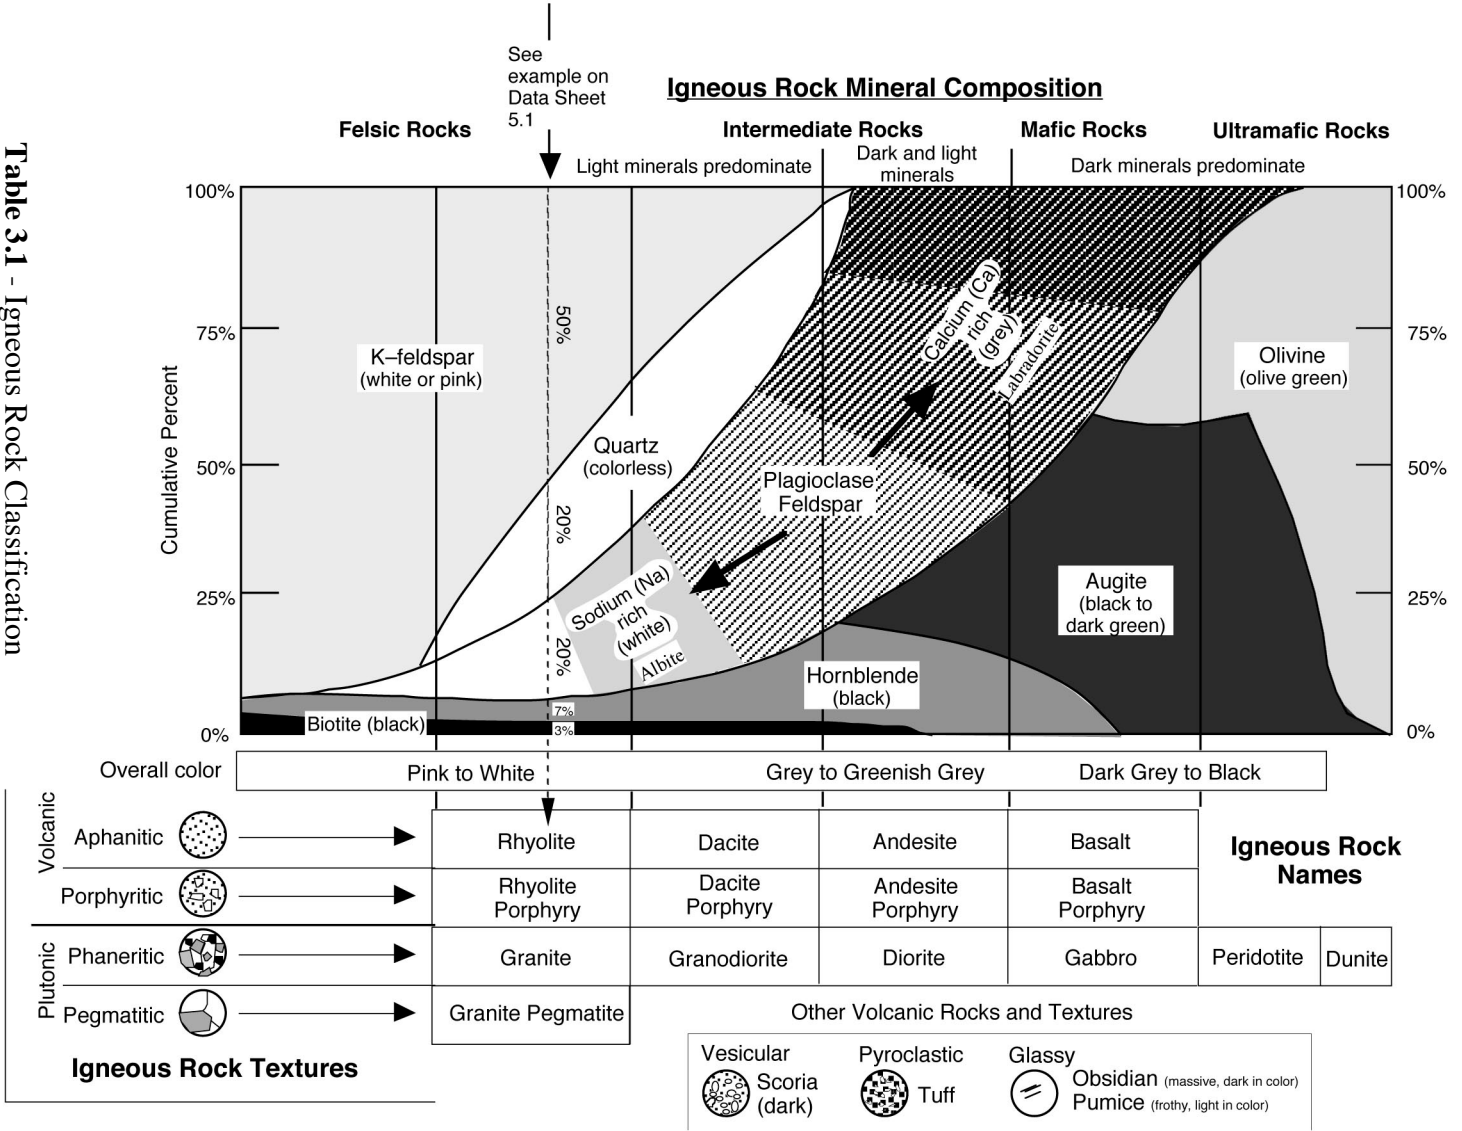 Table 3.1 - Igneous Rock Classification
See
example on
Data Sheet
5.1
Igneous Rock Mineral Composition
Felsic Rocks
Intermediate Rocks
Mafic Rocks
Ultramafic Rocks
Light minerals predominate
Dark and light
minerals
Dark minerals predominate
Cumulative Percent
100%
75%
50%
25%
0%
100%
75%
50%
25%
0%
K–feldspar
(white or pink)
50%
20%
20%
7%
3%
Quartz
(colorless)
Calcium (Ca)
rich
(grey)
Labradorite
Plagioclase
Feldspar
Sodium (Na)
rich
(white)
Albite
Olivine
(olive green)
Augite
(black to
dark green)
Hornblende
(black)
Biotite (black)
Overall color
Pink to White
Grey to Greenish Grey
Dark Grey to Black
Volcanic
Aphanitic
Rhyolite
Dacite
Andesite
Basalt
Igneous Rock
Names
Porphyritic
Rhyolite
Porphyry
Dacite
Porphyry
Andesite
Porphyry
Basalt
Porphyry
Plutonic
Phaneritic
Granite
Granodiorite
Diorite
Gabbro
Peridotite
Dunite
Pegmatitic
Granite Pegmatite
Igneous Rock Textures
Other Volcanic Rocks and Textures
Vesicular
Scoria
(dark)
Pyroclastic
Tuff
Glassy
Obsidian (massive, dark in color)
Pumice (frothy, light in color)